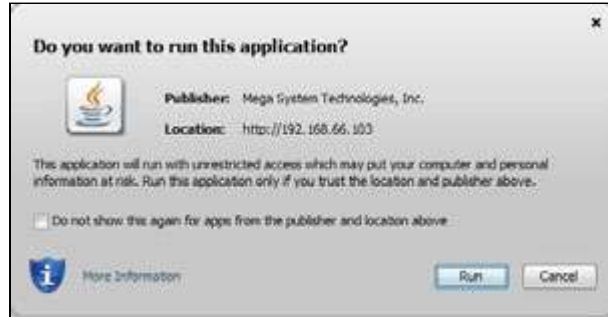 x
Do you want to run this application?
Publisher: Mega System Technologies, Inc.
Location: http://192.168.66.103
This application will run with unrestricted access which may put your computer and personal
information at risk. Run this application only if you trust the location and publisher above.
Do not show this again for apps from the publisher and location above
More Information
Run
Cancel